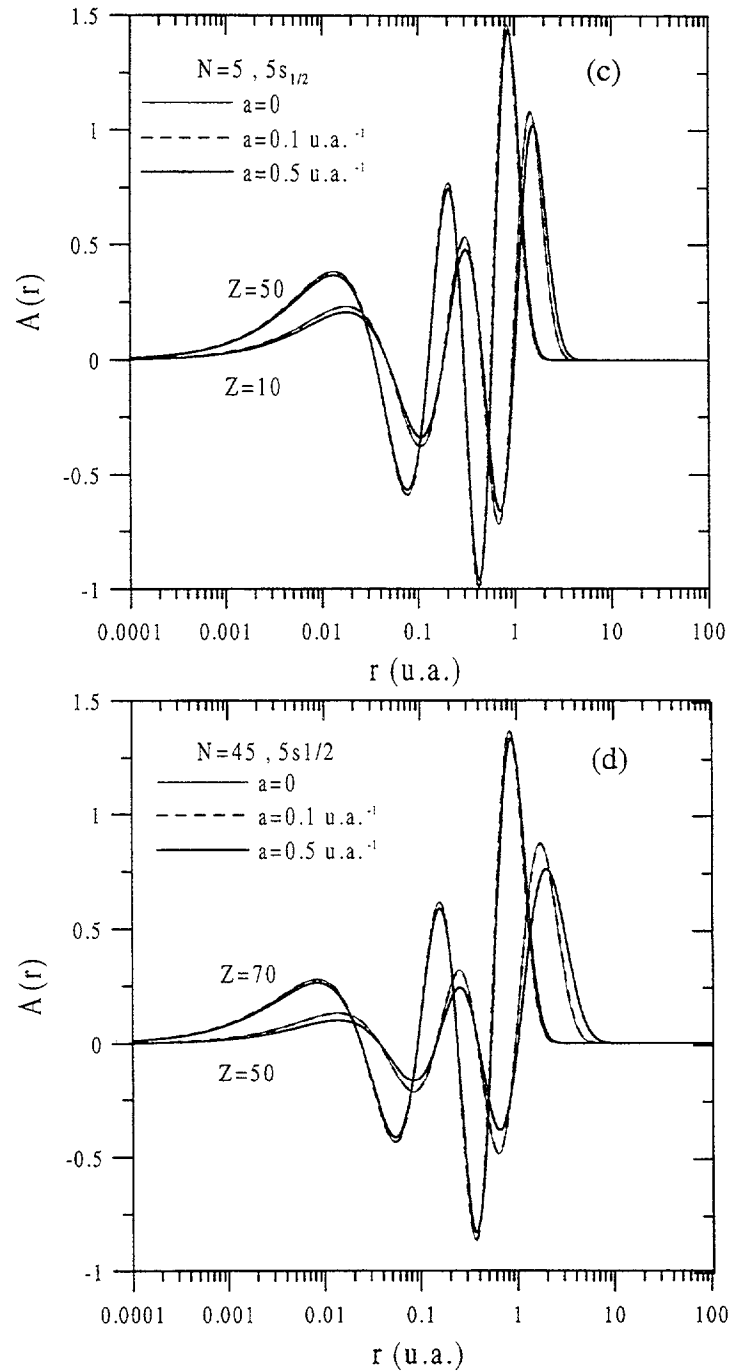 1.5
N=5 , 5s1/2
(c)
a=0
a=0.1 u.a.-1
a=0.5 u.a.-1
1
0.5
Z=50
A(r)
0
Z=10
-0.5
-1
0.0001 0.001 0.01 0.1 1 10 100
r (u.a.)
1.5
N=45 , 5s1/2
(d)
a=0
a=0.1 u.a.-1
a=0.5 u.a.-1
1
0.5
Z=70
A(r)
0
Z=50
-0.5
-1
0.0001 0.001 0.01 0.1 1 10 100
r (u.a.)